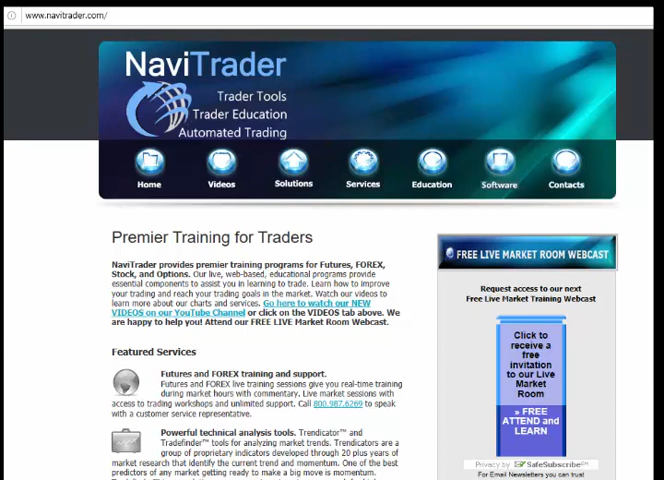 www.navitrader.com/
NaviTrader
Trader Tools
Trader Education
Automated Trading
Home
Videos
Solutions
Services
Education
Software
Contacts
Premier Training for Traders
NaviTrader provides premier training programs for Futures, FOREX,
Stock, and Options. Our live, web-based, educational programs provide
essential components to assist you in learning to trade. Learn how to improve
your trading and reach your trading goals in the market. Watch our videos to
learn more about our charts and services. Go here to watch our NEW
VIDEOS on our YouTube Channel or click on the VIDEOS tab above. We
are happy to help you! Attend our FREE LIVE Market Room Webcast.
Featured Services
Futures and FOREX training and support.
Futures and FOREX live training sessions give you real-time training
during market hours with commentary. Live market sessions with
access to trading workshops and unlimited support. Call 800.987.6269 to speak
with a customer service representative.
Powerful technical analysis tools. Trendicator™ and
Tradefinder™ tools for analyzing market trends. Trendicators are a
group of proprietary indicators developed through 20 plus years of
market research that identify the current trend and momentum. One of the best
predictors of any market getting ready to make a big move is momentum.
FREE LIVE MARKET ROOM WEBCAST
Request access to our next
Free Live Market Training Webcast
Click to
receive a
free
invitation
to our Live
Market
Room
» FREE
ATTEND and
LEARN
Privacy by SafeSubscribe℠
For Email Newsletters you can trust